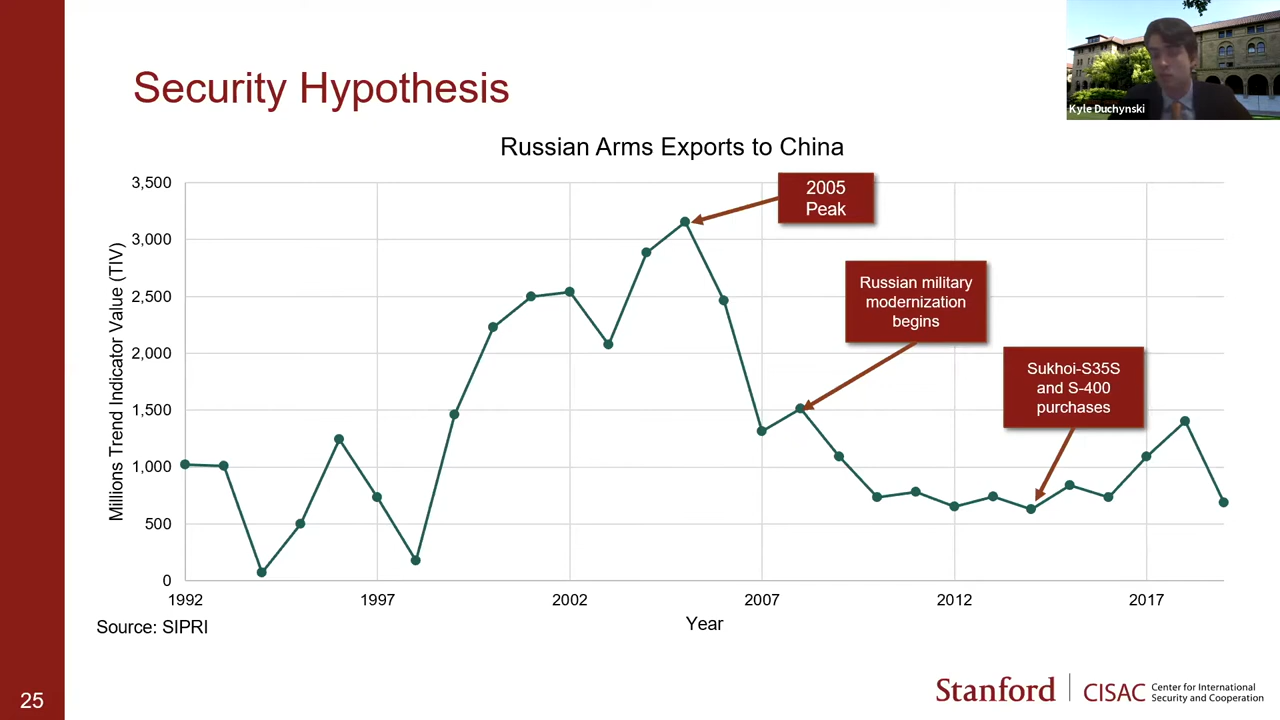 Security Hypothesis
Kyle Duchynski
Russian Arms Exports to China
Millions Trend Indicator Value (TIV)
3,500
3,000
2,500
2,000
1,500
1,000
500
0
2005
Peak
Russian military
modernization
begins
Sukhoi-S35S
and S-400
purchases
1992
1997
2002
2007
2012
2017
Year
Source: SIPRI
25
Stanford
CISAC
Center for International
Security and Cooperation